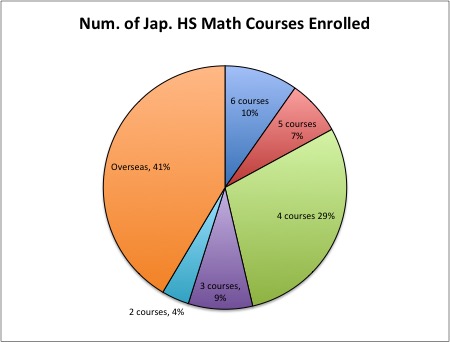 Num. of Jap. HS Math Courses Enrolled
6 courses
10%
5 courses
7%
Overseas, 41%
4 courses 29%
3 courses,
9%
2 courses, 4%